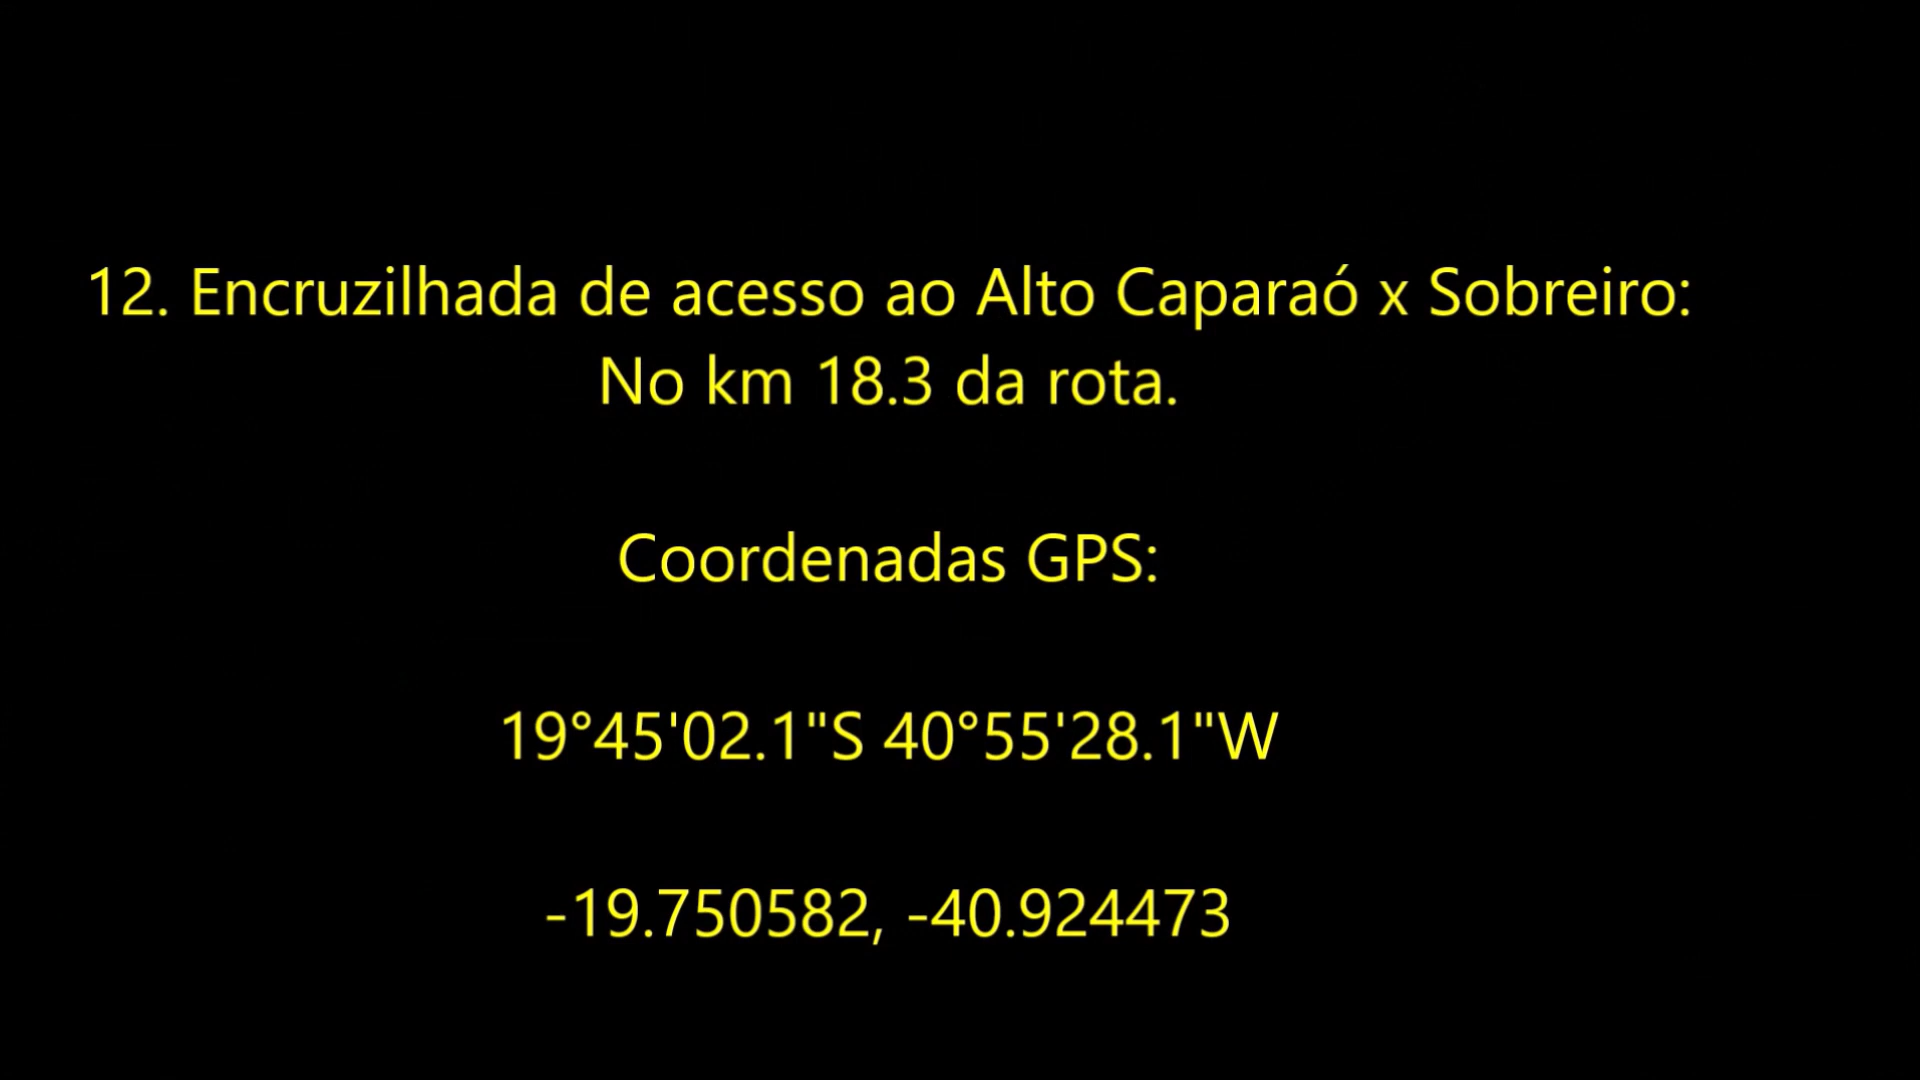 12. Encruzilhada de acesso ao Alto Caparaó x Sobreiro:
No km 18.3 da rota.
Coordenadas GPS:
19°45'02.1"S 40°55'28.1"W
-19.750582, -40.924473